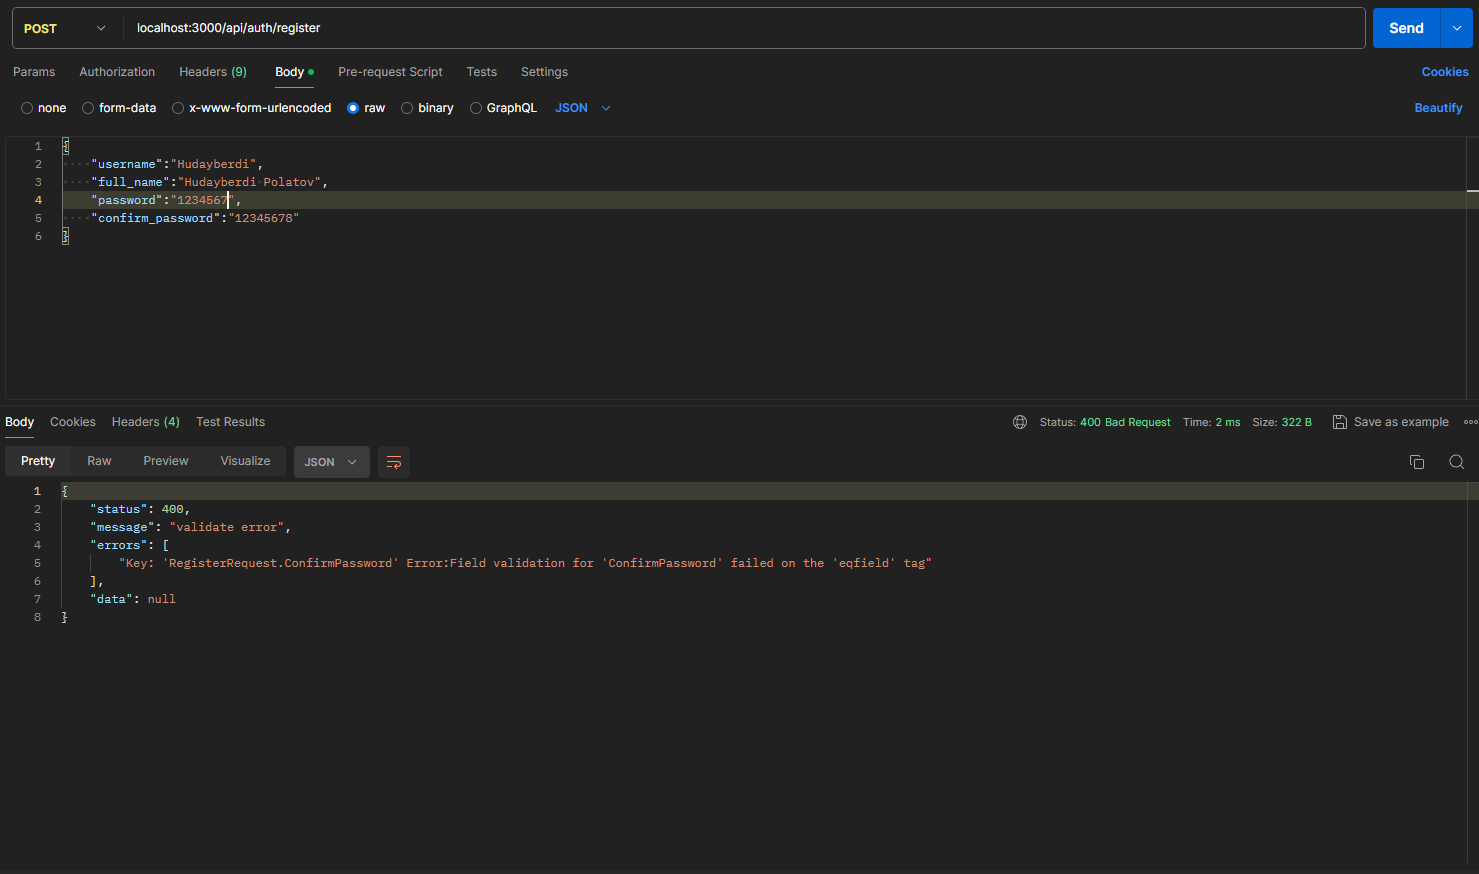 POST localhost:3000/api/auth/register Send
Params Authorization Headers (9) Body Pre-request Script Tests Settings Cookies
none form-data x-www-form-urlencoded raw binary GraphQL JSON Beautify
1 {
2 "username":"Hudayberdi",
3 "full_name":"Hudayberdi Polatov",
4 "password":"1234567",
5 "confirm_password":"12345678"
6 }
Body Cookies Headers (4) Test Results Status: 400 Bad Request Time: 2 ms Size: 322 B Save as example
Pretty Raw Preview Visualize JSON
1 {
2 "status": 400,
3 "message": "validate error",
4 "errors": [
5 "Key: 'RegisterRequest.ConfirmPassword' Error:Field validation for 'ConfirmPassword' failed on the 'eqfield' tag"
6 ],
7 "data": null
8 }